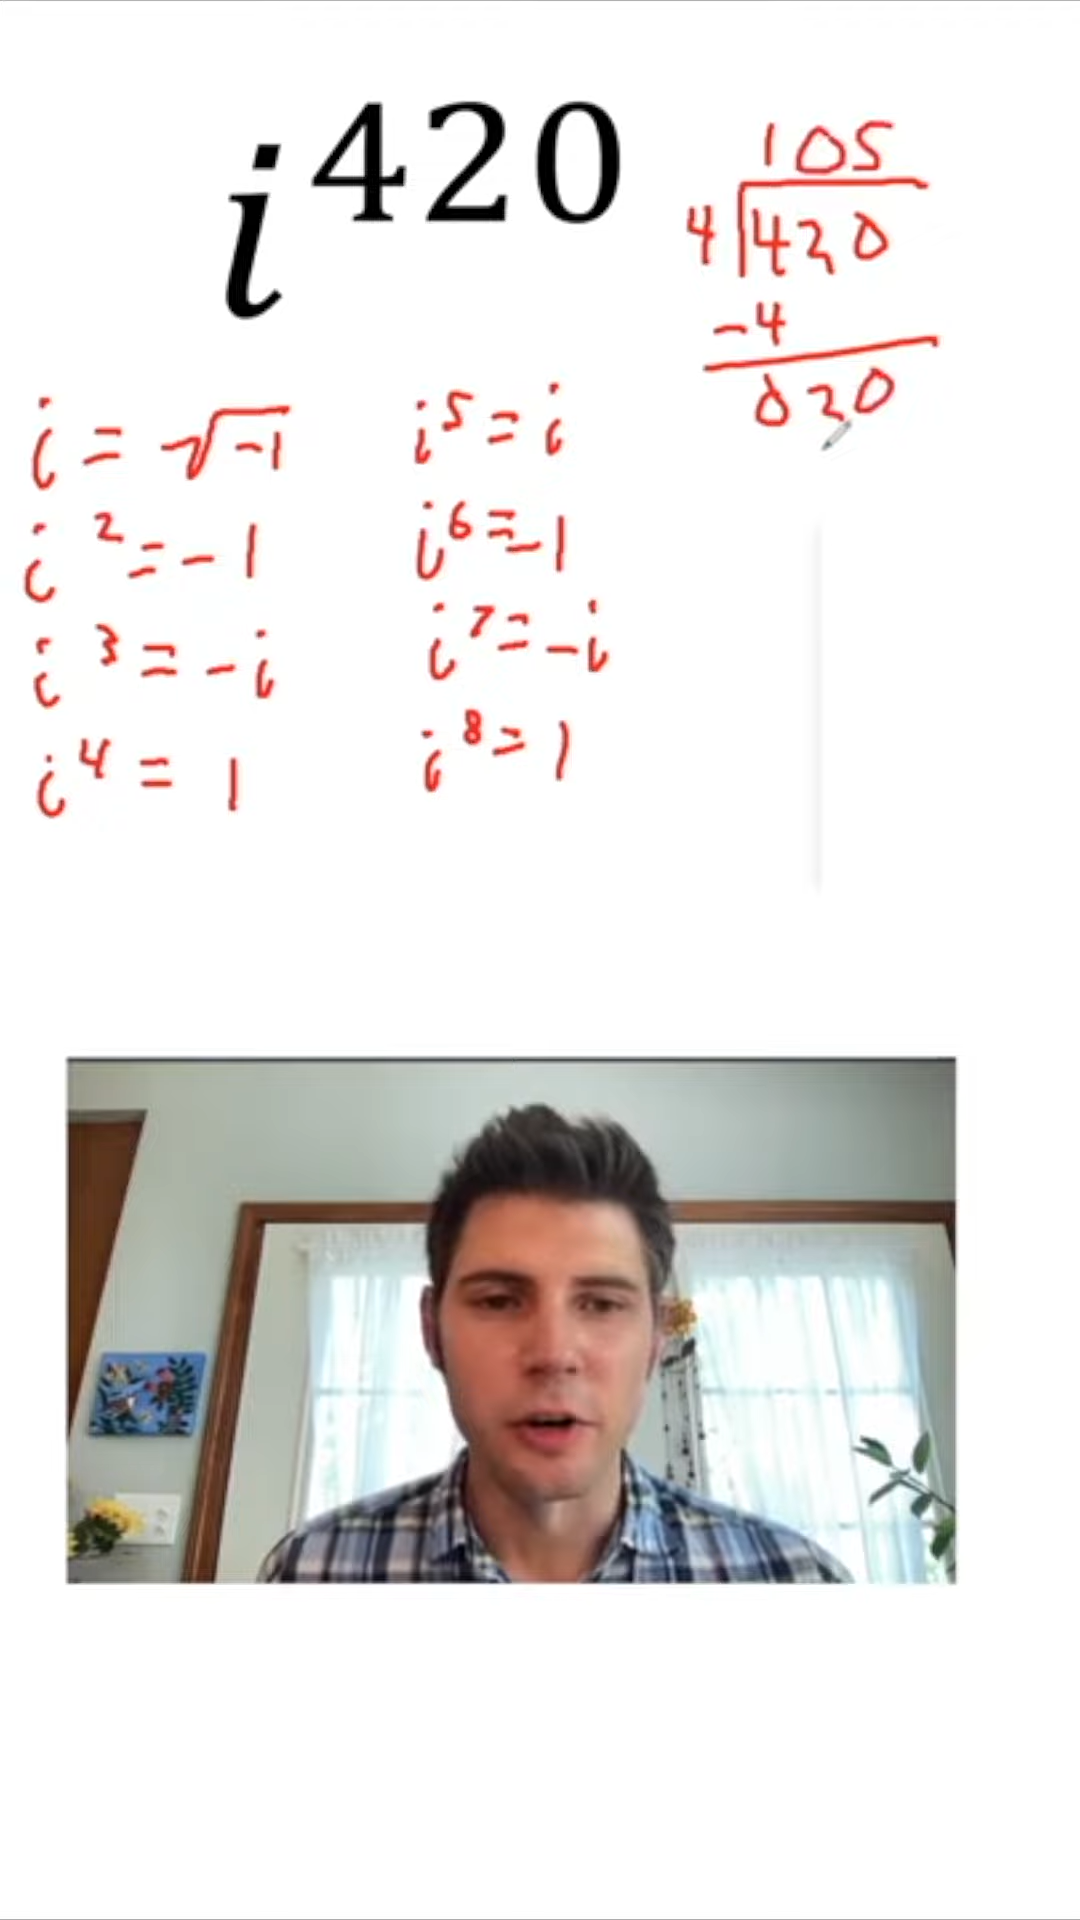 i^420
105
4 420
-4
020
i = √-1
i^2 = -1
i^3 = -i
i^4 = 1
i^5 = i
i^6 = -1
i^7 = -i
i^8 = 1